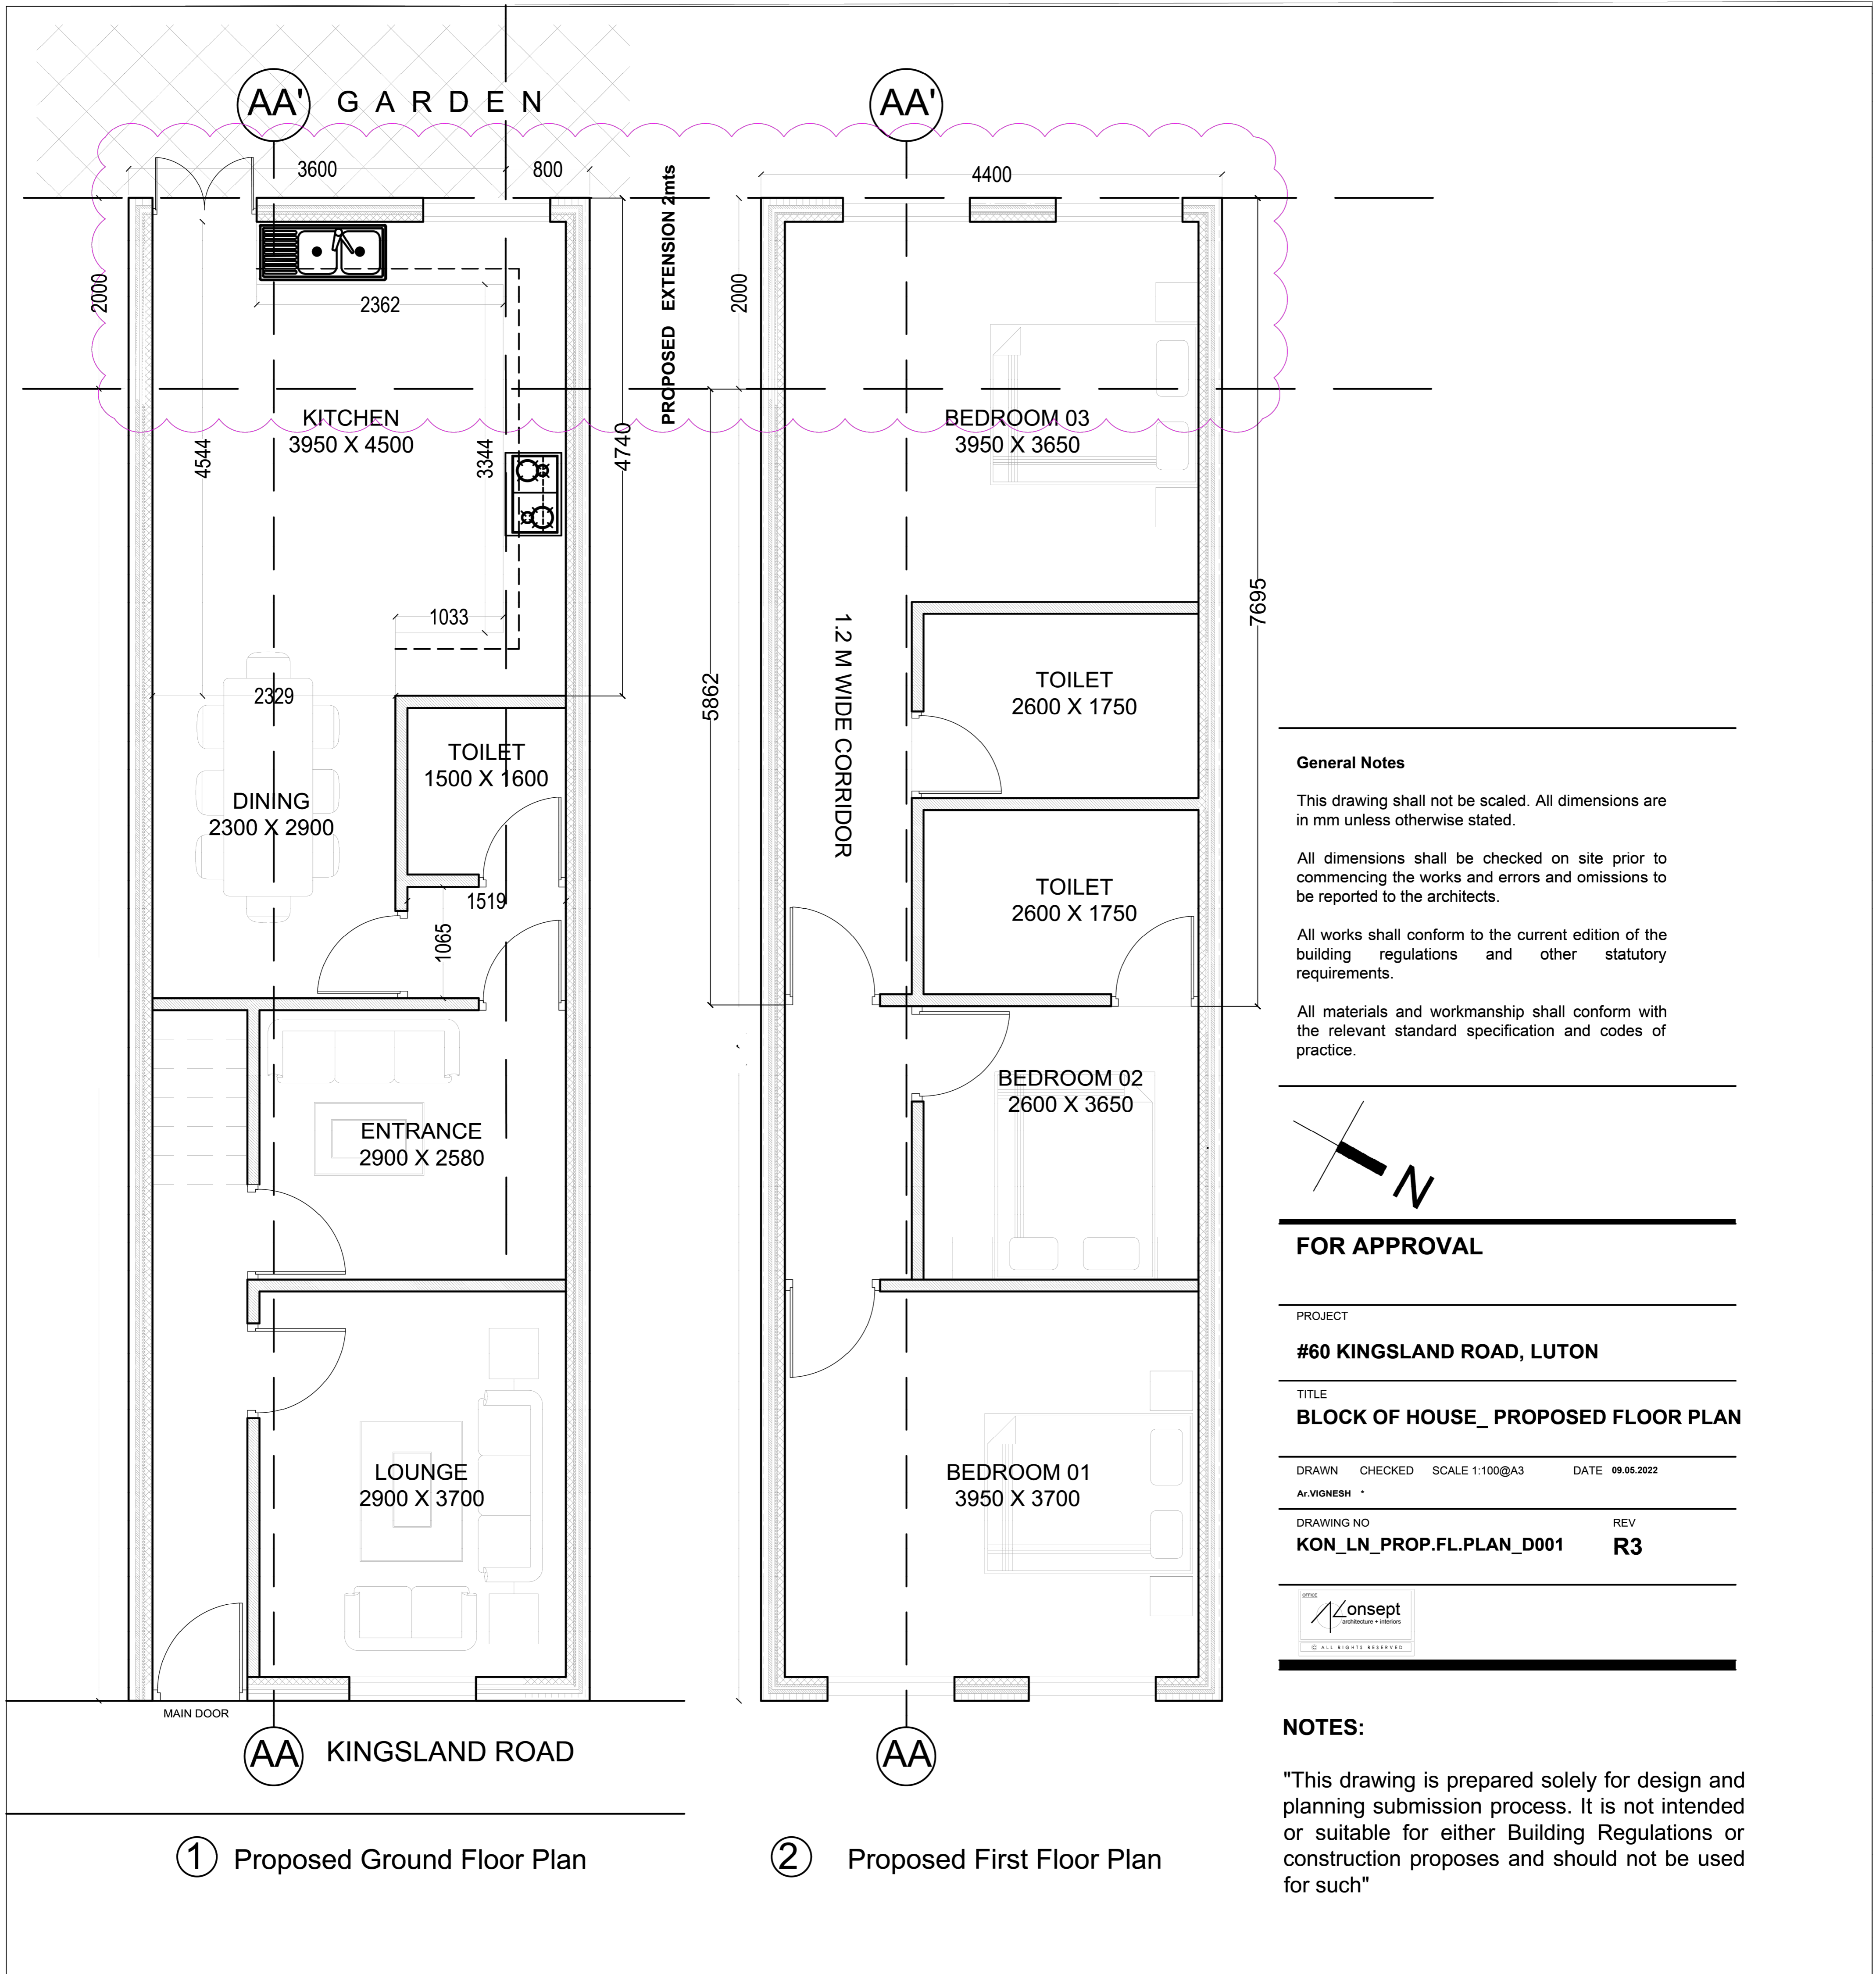 AA' G A R D E N
AA'
3600
800
4400
2000
PROPOSED EXTENSION 2mts
2000
2362
KITCHEN
3950 X 4500
4544
3344
4740
BEDROOM 03
3950 X 3650
1033
2329
5862
7695
1.2 M WIDE CORRIDOR
TOILET
2600 X 1750
TOILET
1500 X 1600
DINING
2300 X 2900
TOILET
2600 X 1750
1519
1065
ENTRANCE
2900 X 2580
BEDROOM 02
2600 X 3650
LOUNGE
2900 X 3700
BEDROOM 01
3950 X 3700
MAIN DOOR
AA KINGSLAND ROAD
AA
1 Proposed Ground Floor Plan
2 Proposed First Floor Plan
General Notes
This drawing shall not be scaled. All dimensions are
in mm unless otherwise stated.
All dimensions shall be checked on site prior to
commencing the works and errors and omissions to
be reported to the architects.
All works shall conform to the current edition of the
building regulations and other statutory
requirements.
All materials and workmanship shall conform with
the relevant standard specification and codes of
practice.
N
FOR APPROVAL
PROJECT
#60 KINGSLAND ROAD, LUTON
TITLE
BLOCK OF HOUSE_ PROPOSED FLOOR PLAN
DRAWN CHECKED SCALE 1:100@A3 DATE 09.05.2022
Ar.VIGNESH *
DRAWING NO REV
KON_LN_PROP.FL.PLAN_D001 R3
OFFICE
Konsept
architecture + interiors
© ALL RIGHTS RESERVED
NOTES:
"This drawing is prepared solely for design and
planning submission process. It is not intended
or suitable for either Building Regulations or
construction proposes and should not be used
for such"